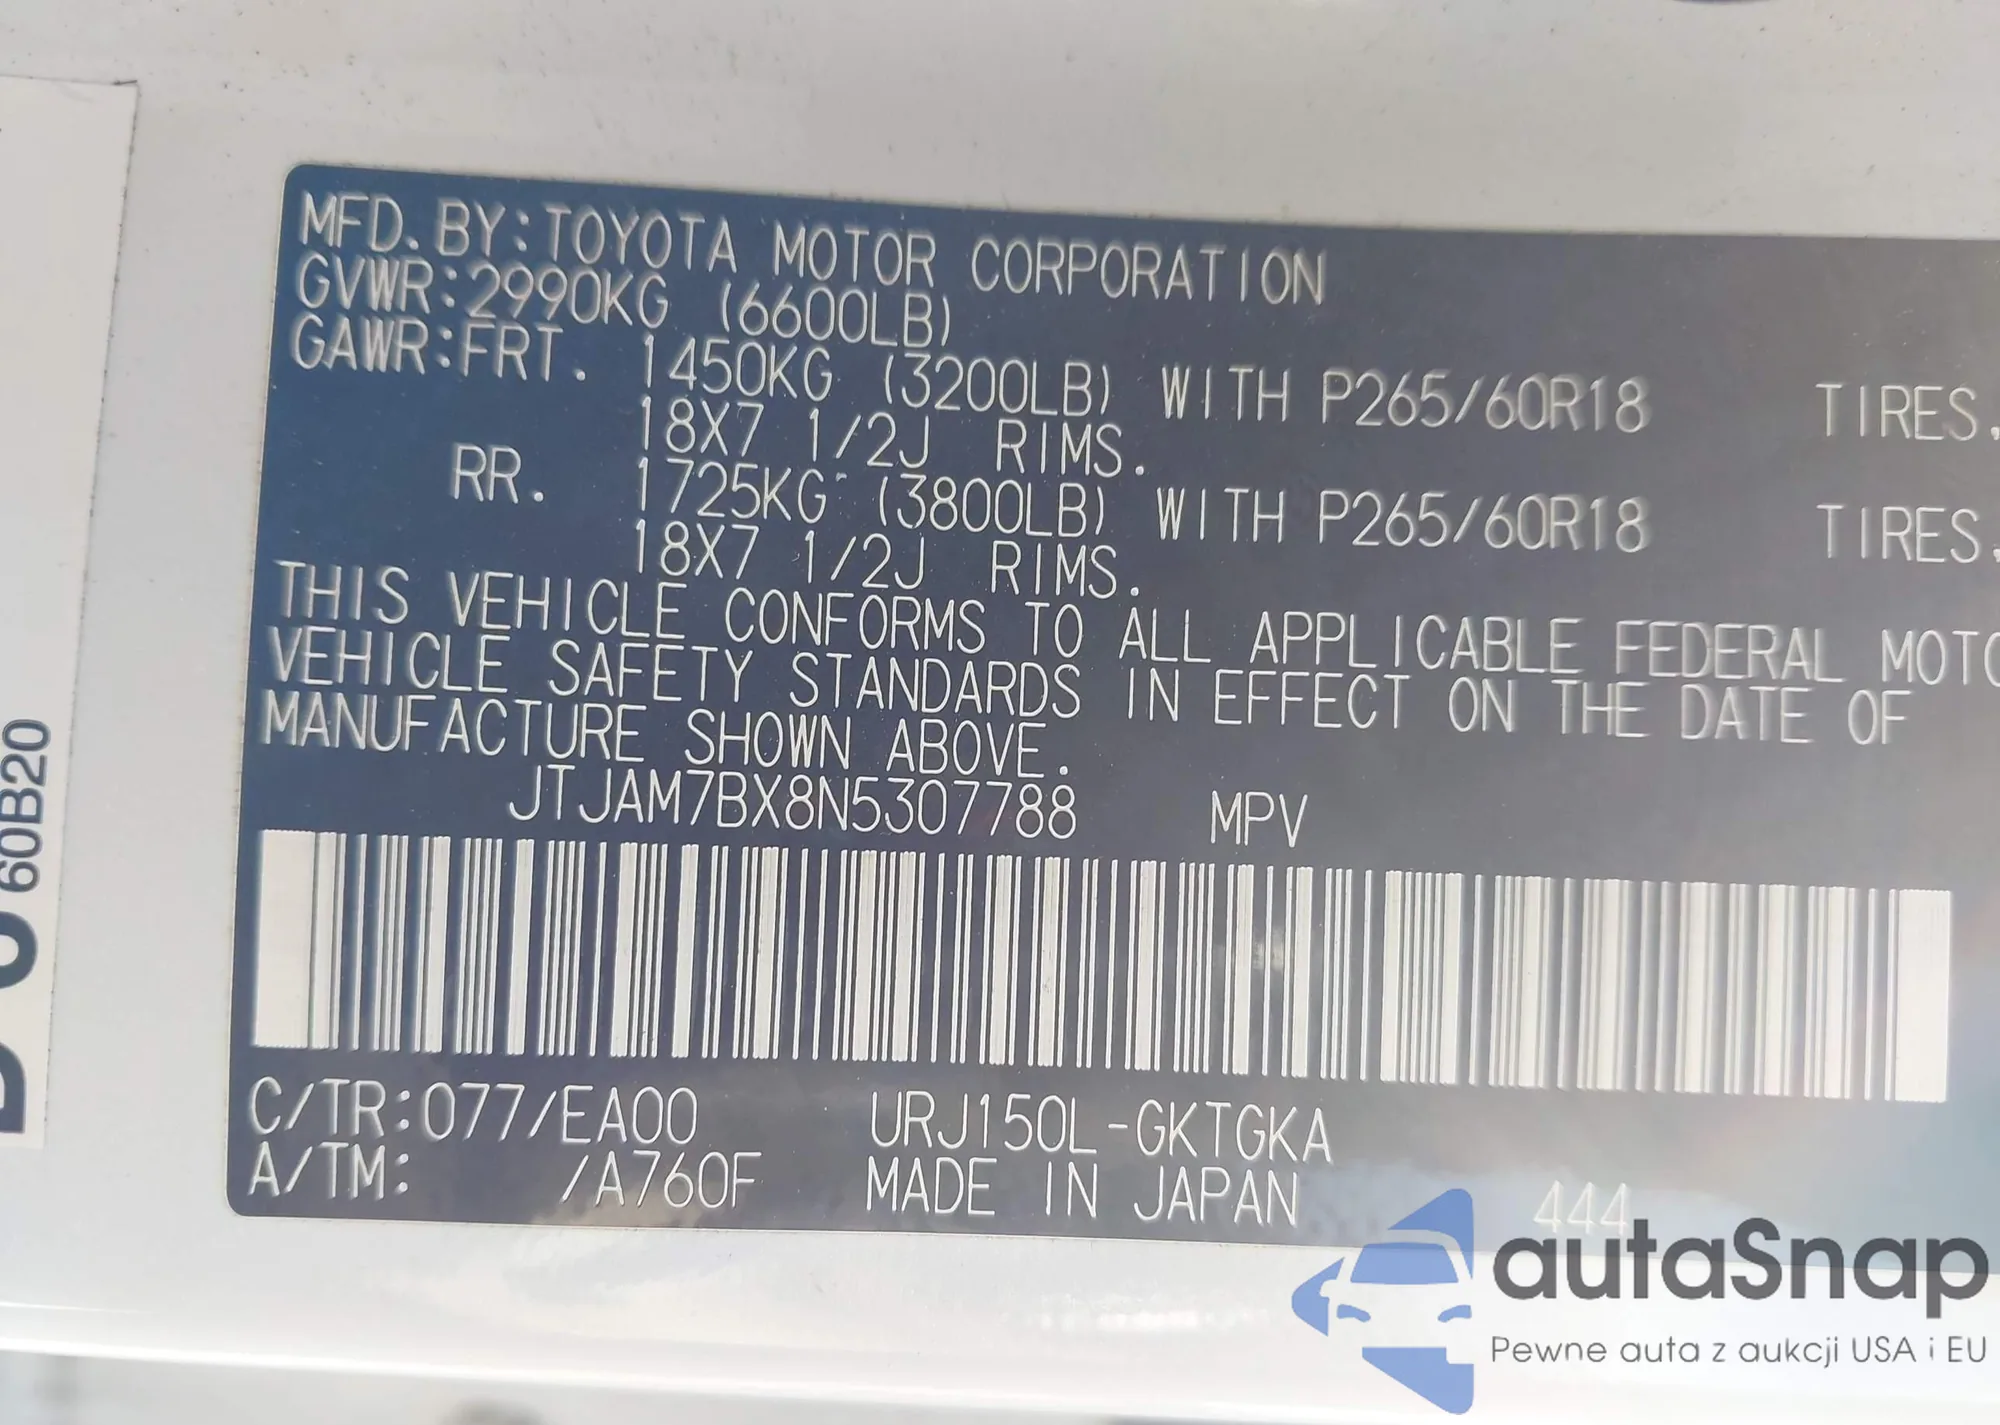 MFD. BY:TOYOTA MOTOR CORPORATION
GVWR:2990KG (6600LB)
GAWR:FRT. 1450KG (3200LB) WITH P265/60R18 TIRES,
18X7 1/2J RIMS.
RR. 1725KG (3800LB) WITH P265/60R18 TIRES,
18X7 1/2J RIMS.
THIS VEHICLE CONFORMS TO ALL APPLICABLE FEDERAL MOTO
VEHICLE SAFETY STANDARDS IN EFFECT ON THE DATE OF
MANUFACTURE SHOWN ABOVE.
JTJAM7BX8N5307788 MPV
C/TR:077/EA00 URJ150L-GKTGKA
A/TM: /A760F MADE IN JAPAN 444
60B20
autaSnap
Pewne auta z aukcji USA i EU